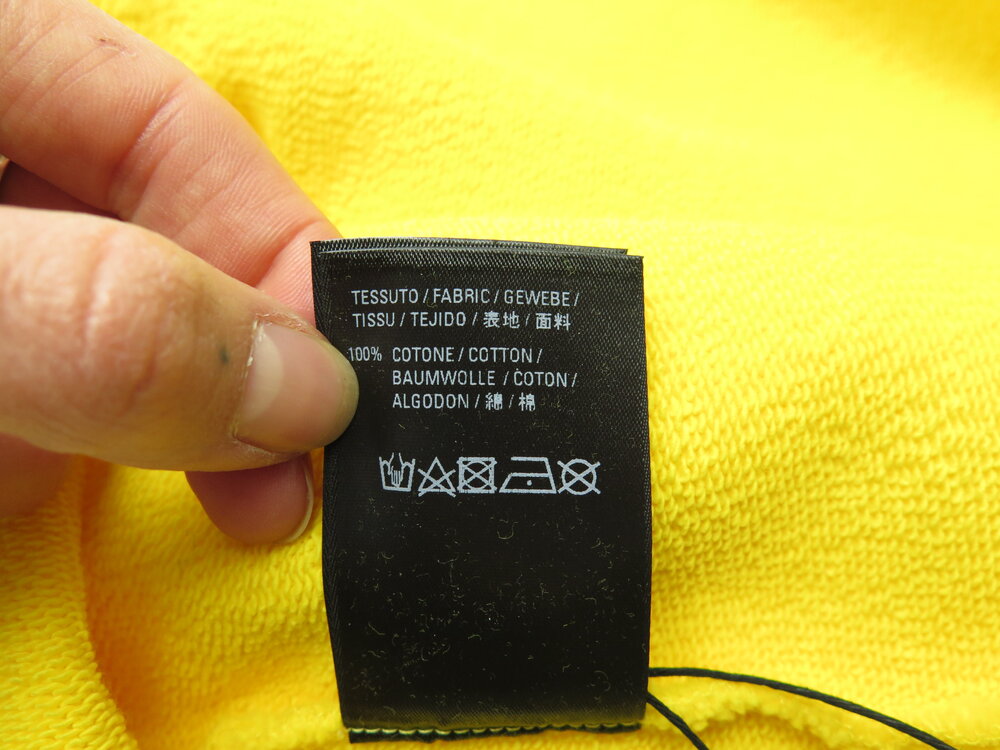 TESSUTO / FABRIC / GEWEBE /
TISSU / TEJIDO / 表地 / 面料
100% COTONE / COTTON /
BAUMWOLLE / COTON /
ALGODON / 綿 / 棉